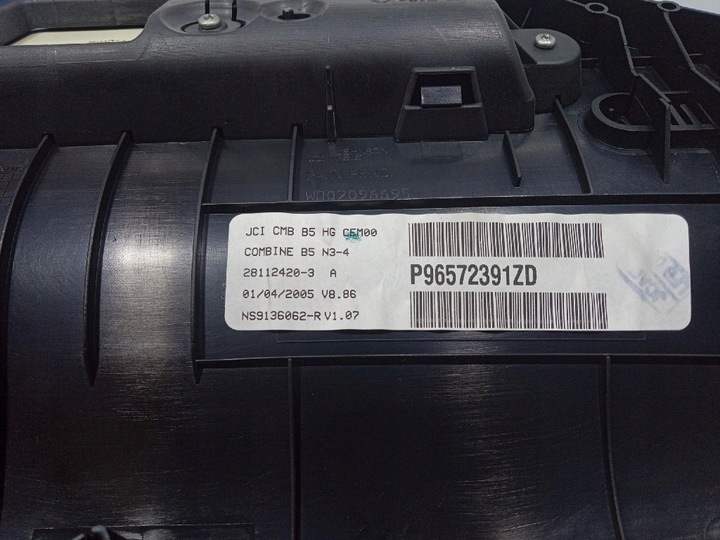 JCI CMB B5 HG CFM00
COMBINE B5 N3-4
28112420-3 A
01/04/2005 V8.86
NS9136062-R V1.07
P96572391ZD